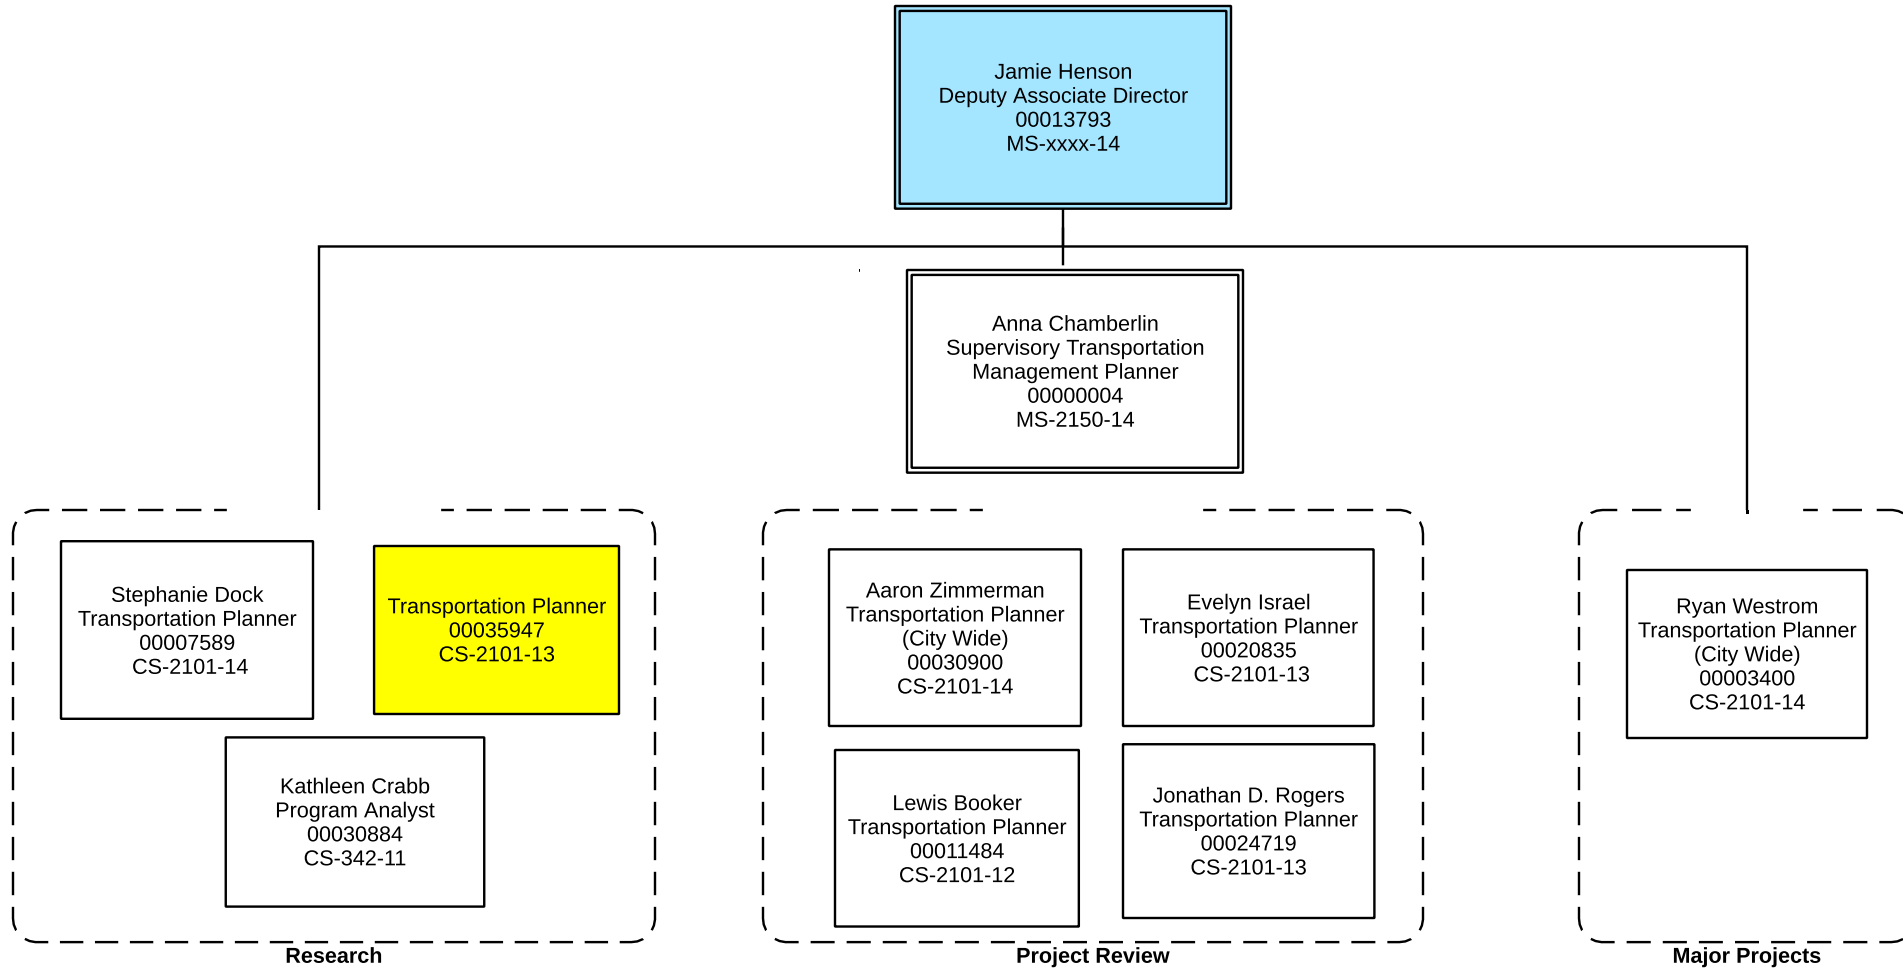 Jamie Henson
Deputy Associate Director
00013793
MS-xxxx-14
Anna Chamberlin
Supervisory Transportation
Management Planner
00000004
MS-2150-14
Stephanie Dock
Transportation Planner
00007589
CS-2101-14
Transportation Planner
00035947
CS-2101-13
Kathleen Crabb
Program Analyst
00030884
CS-342-11
Research
Aaron Zimmerman
Transportation Planner
(City Wide)
00030900
CS-2101-14
Evelyn Israel
Transportation Planner
00020835
CS-2101-13
Lewis Booker
Transportation Planner
00011484
CS-2101-12
Jonathan D. Rogers
Transportation Planner
00024719
CS-2101-13
Project Review
Ryan Westrom
Transportation Planner
(City Wide)
00003400
CS-2101-14
Major Projects